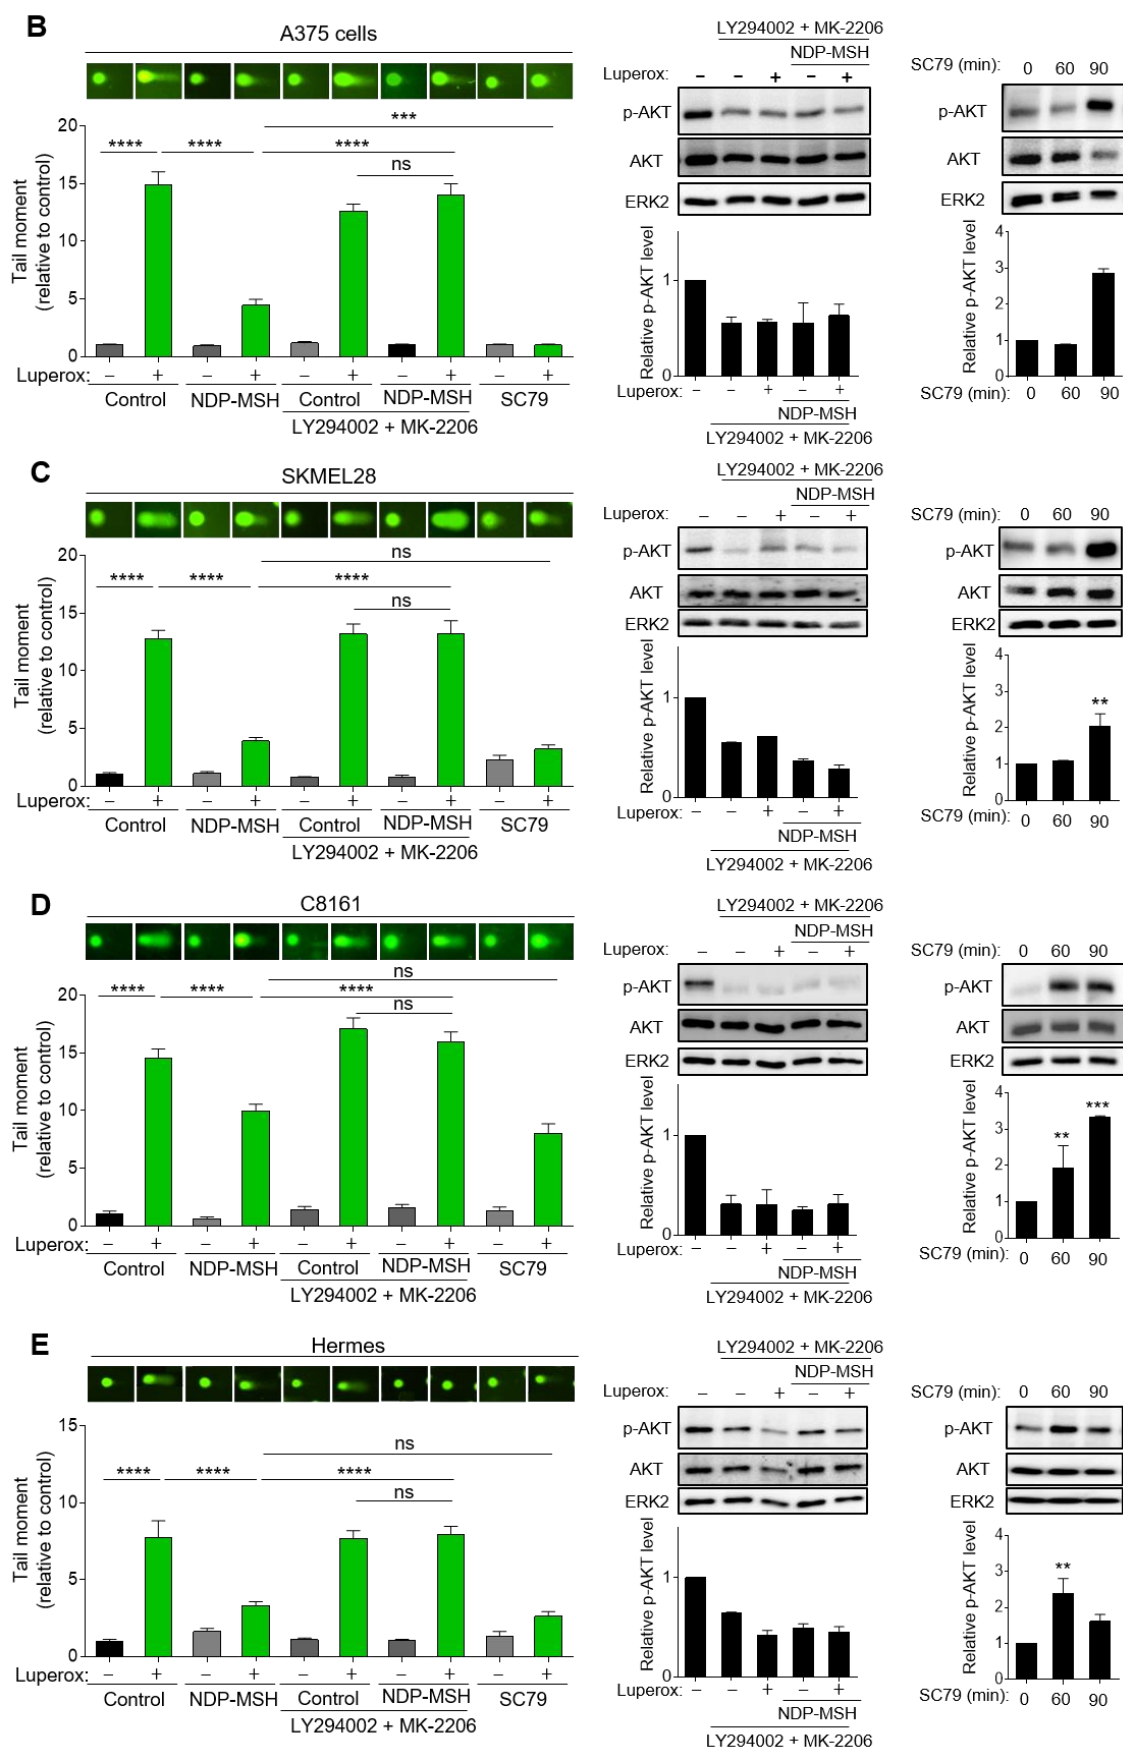 B
A375 cells
20
15
10
5
0
Tail moment
(relative to control)
**** **** *** **** ns
Luperox: – + – + – + – + – +
Control NDP-MSH Control NDP-MSH SC79
LY294002 + MK-2206
LY294002 + MK-2206
NDP-MSH
Luperox: – – + – +
p-AKT
AKT
ERK2
Relative p-AKT level
1
0
Luperox: – – + – +
NDP-MSH
LY294002 + MK-2206
SC79 (min): 0 60 90
p-AKT
AKT
ERK2
Relative p-AKT level
4
3
2
1
0
SC79 (min): 0 60 90
C
SKMEL28
20
15
10
5
0
Tail moment
(relative to control)
**** **** ns **** ns
Luperox: – + – + – + – + – +
Control NDP-MSH Control NDP-MSH SC79
LY294002 + MK-2206
LY294002 + MK-2206
NDP-MSH
Luperox: – – + – +
p-AKT
AKT
ERK2
Relative p-AKT level
1
0
Luperox: – – + – +
NDP-MSH
LY294002 + MK-2206
SC79 (min): 0 60 90
p-AKT
AKT
ERK2
Relative p-AKT level
4
3
2
1
0
**
SC79 (min): 0 60 90
D
C8161
20
15
10
5
0
Tail moment
(relative to control)
**** **** ns **** ns
Luperox: – + – + – + – + – +
Control NDP-MSH Control NDP-MSH SC79
LY294002 + MK-2206
LY294002 + MK-2206
NDP-MSH
Luperox: – – + – +
p-AKT
AKT
ERK2
Relative p-AKT level
1
0
Luperox: – – + – +
NDP-MSH
LY294002 + MK-2206
SC79 (min): 0 60 90
p-AKT
AKT
ERK2
Relative p-AKT level
4
3
2
1
0
** ***
SC79 (min): 0 60 90
E
Hermes
15
10
5
0
Tail moment
(relative to control)
**** **** ns **** ns
Luperox: – + – + – + – + – +
Control NDP-MSH Control NDP-MSH SC79
LY294002 + MK-2206
LY294002 + MK-2206
NDP-MSH
Luperox: – – + – +
p-AKT
AKT
ERK2
Relative p-AKT level
1
0
Luperox: – – + – +
NDP-MSH
LY294002 + MK-2206
SC79 (min): 0 60 90
p-AKT
AKT
ERK2
Relative p-AKT level
4
3
2
1
0
**
SC79 (min): 0 60 90